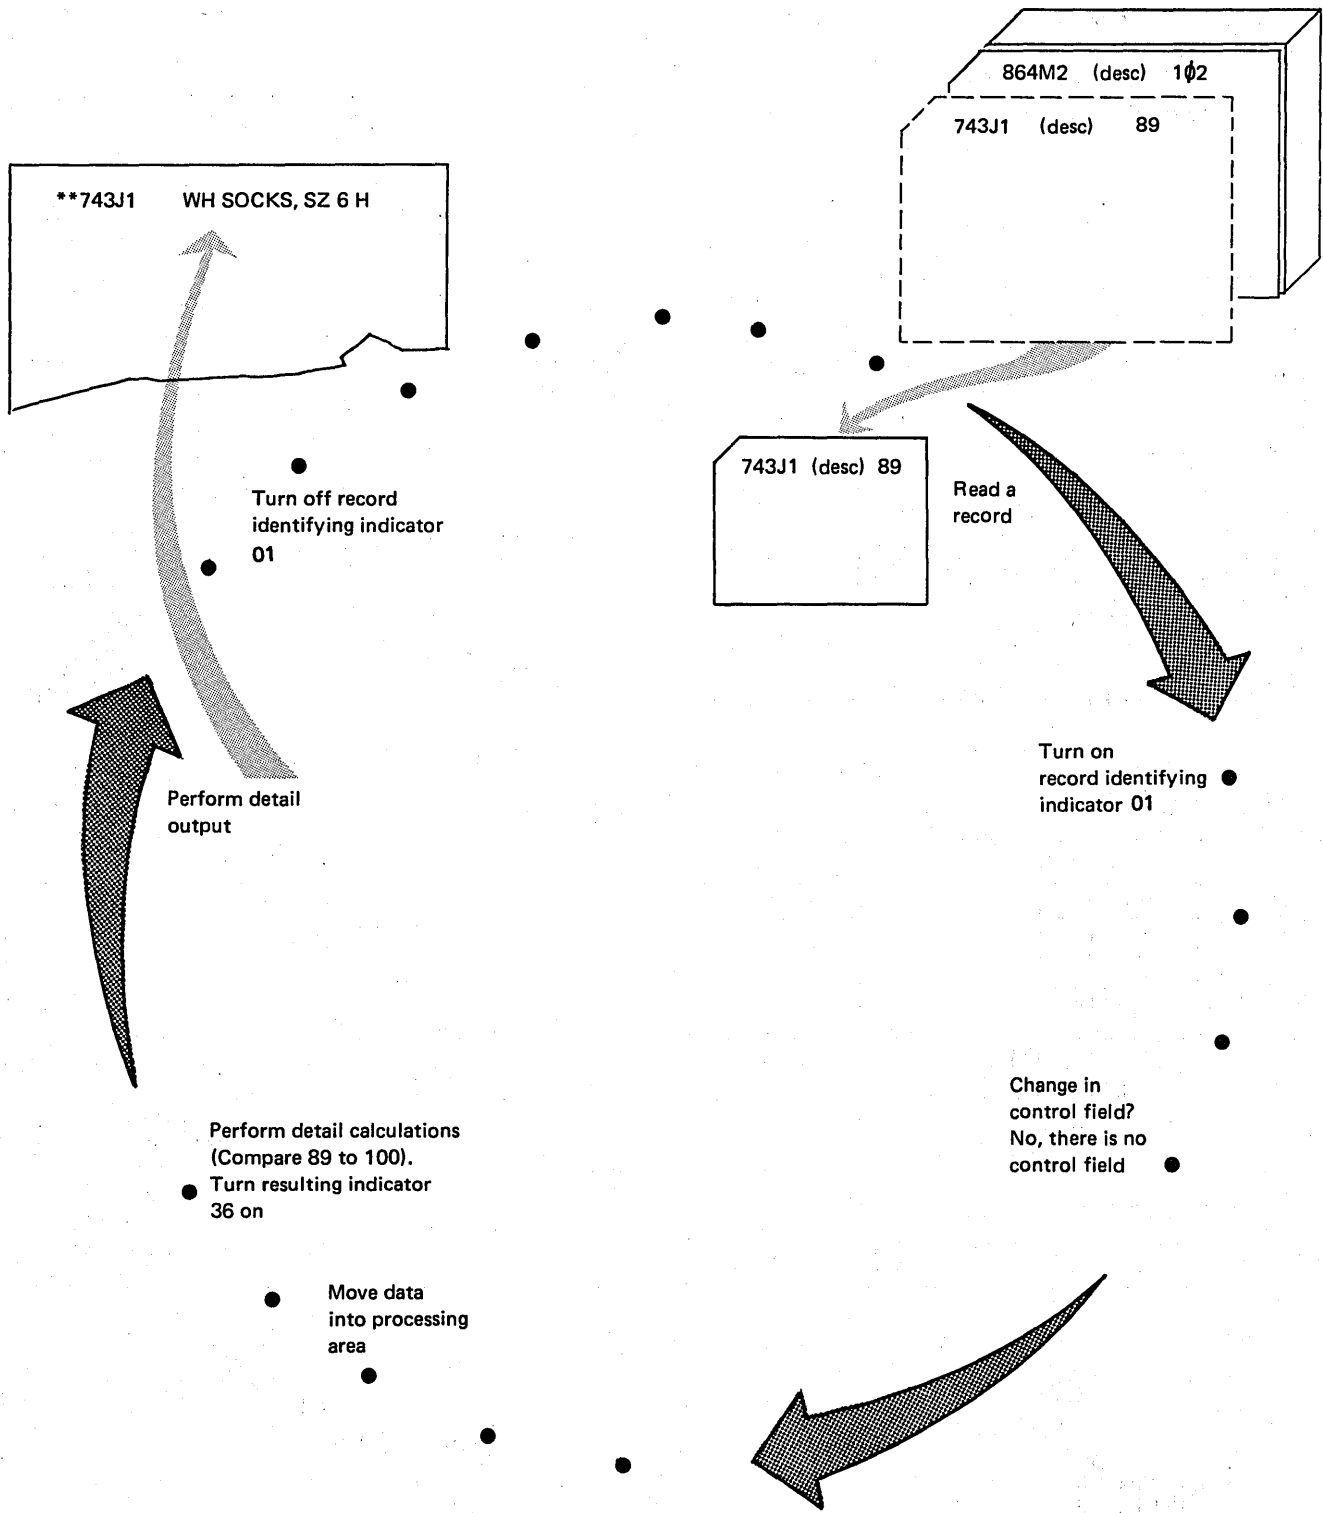 864M2 (desc) 102
743J1 (desc) 89
**743J1 WH SOCKS, SZ 6 H
743J1 (desc) 89
Read a
record
Turn off record
identifying indicator
01
Turn on
record identifying
indicator 01
Perform detail
output
Change in
control field?
No, there is no
control field
Perform detail calculations
(Compare 89 to 100).
Turn resulting indicator
36 on
Move data
into processing
area